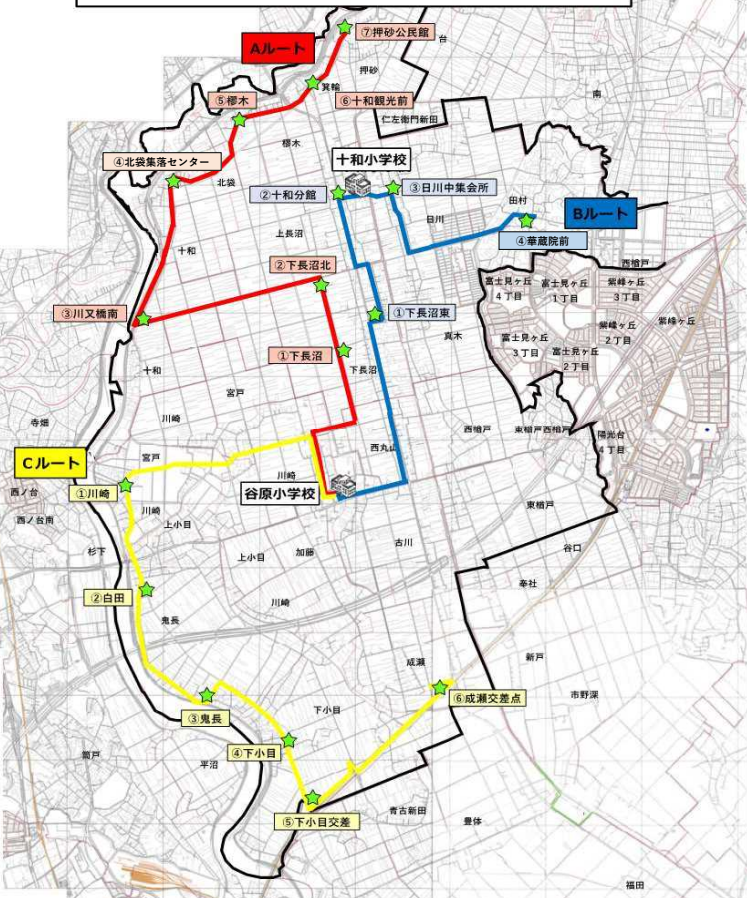 Aルート
⑦押砂公民館
台
押砂
箕輪
⑤樛木
⑥十和観光前
南
仁左衛門新田
樛木
十和小学校
④北袋集落センター
北袋
②十和分館
③日川中集会所
田村
Bルート
日川
上長沼
④華蔵院前
十和
②下長沼北
西楢戸
富士見ヶ丘
4丁目
富士見ヶ丘
1丁目
紫峰ヶ丘
3丁目
③川又橋南
①下長沼東
紫峰ヶ丘
2丁目
紫峰ヶ丘
真木
富士見ヶ丘
3丁目
富士見ヶ丘
2丁目
①下長沼
下長沼
十和
宮戸
川崎
寺畑
西楢戸
東楢戸西楢戸
陽光台
4丁目
西丸山
Cルート
宮戸
川崎
谷原小学校
①川崎
西ノ台
川崎
西ノ台南
上小目
東楢戸
杉下
上小目
加藤
古川
谷口
②白田
川崎
奉社
鬼長
成瀬
新戸
市野深
⑥成瀬交差点
③鬼長
下小目
④下小目
筒戸
平沼
⑤下小目交差
青古新田
豊体
福田